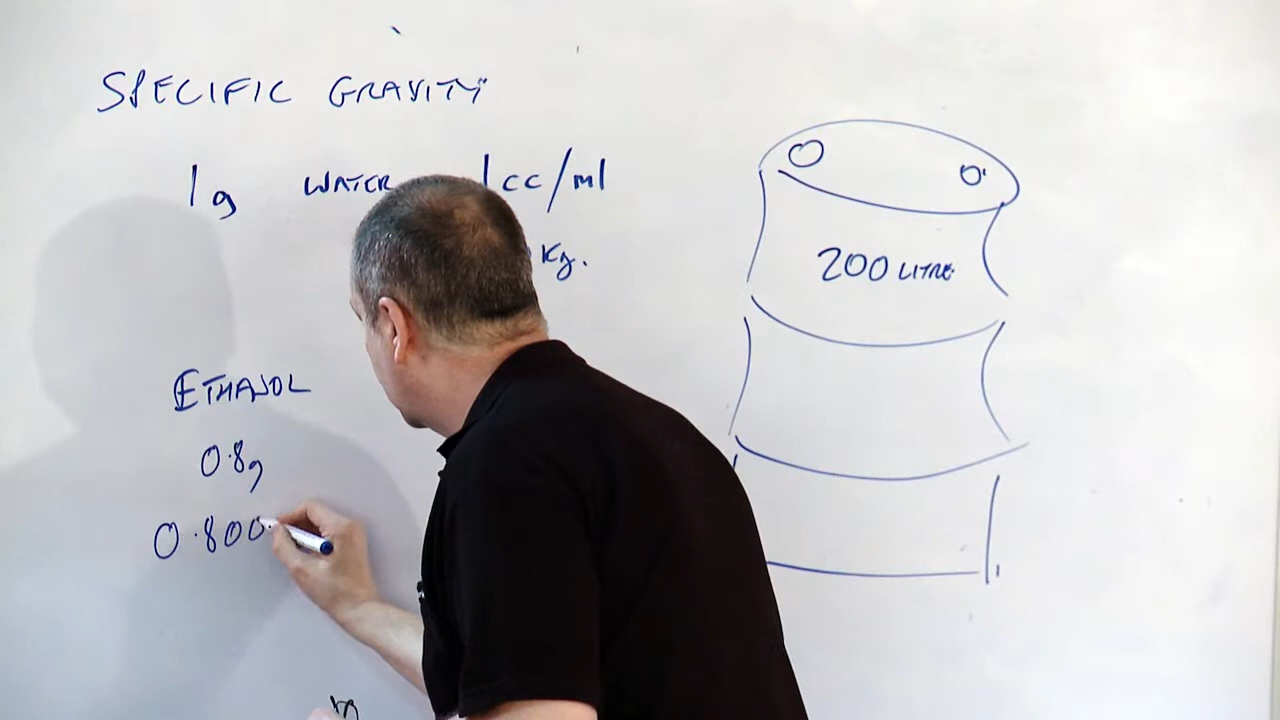 SPECIFIC GRAVITY
1g WATER 1cc/ml
Kg.
200 LITRE
ETHANOL
0.8g
0.800